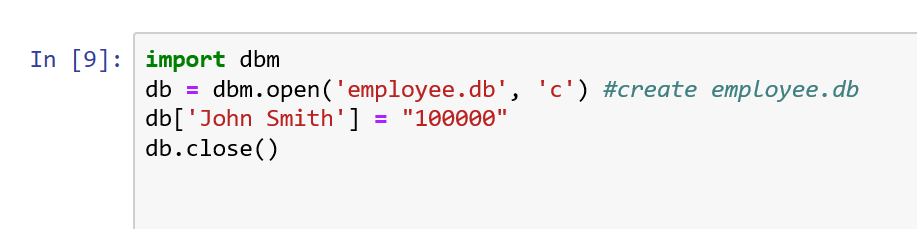 In [9]: import dbm
db = dbm.open('employee.db', 'c') #create employee.db
db['John Smith'] = "100000"
db.close()